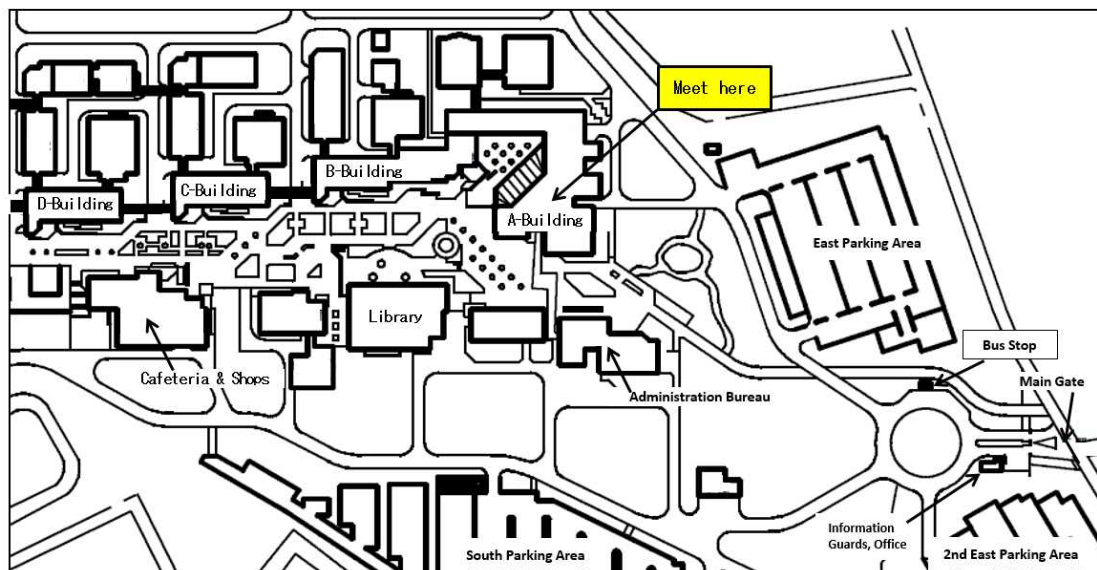 Meet here
B-Building
C-Building
D-Building
A-Building
East Parking Area
Library
Bus Stop
Cafeteria & Shops
Main Gate
Administration Bureau
Information
Guards, Office
South Parking Area
2nd East Parking Area